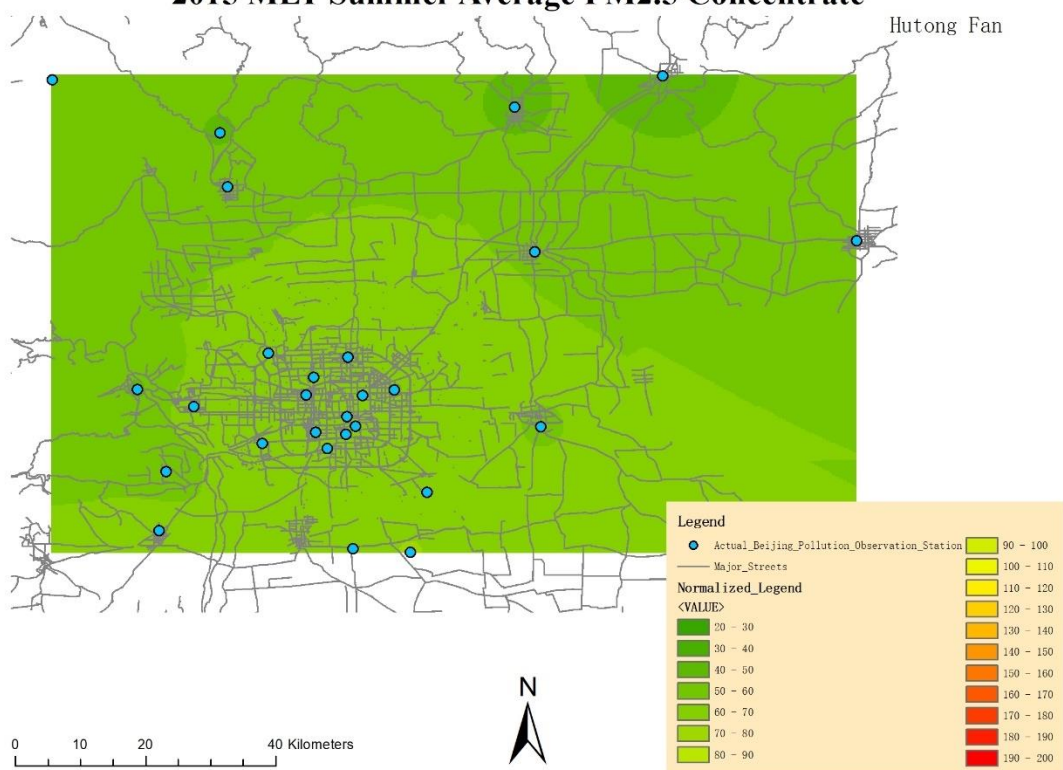 Summer Average PM2.5 Concentrate
Hutong Fan
Legend
Actual_Beijing_Pollution_Observation_Station
Major_Streets
Normalized_Legend
<VALUE>
20 - 30
30 - 40
40 - 50
50 - 60
60 - 70
70 - 80
80 - 90
90 - 100
100 - 110
110 - 120
120 - 130
130 - 140
140 - 150
150 - 160
160 - 170
170 - 180
180 - 190
190 - 200
N
0 10 20 40 Kilometers